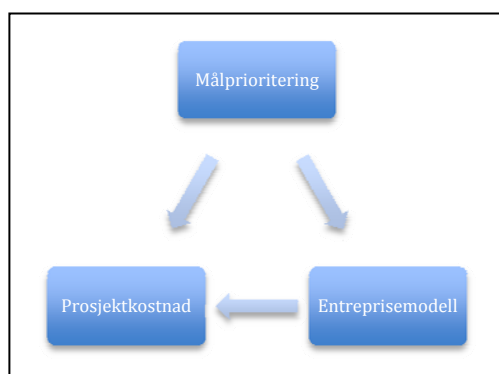 Målprioritering
Prosjektkostnad
Entreprisemodell